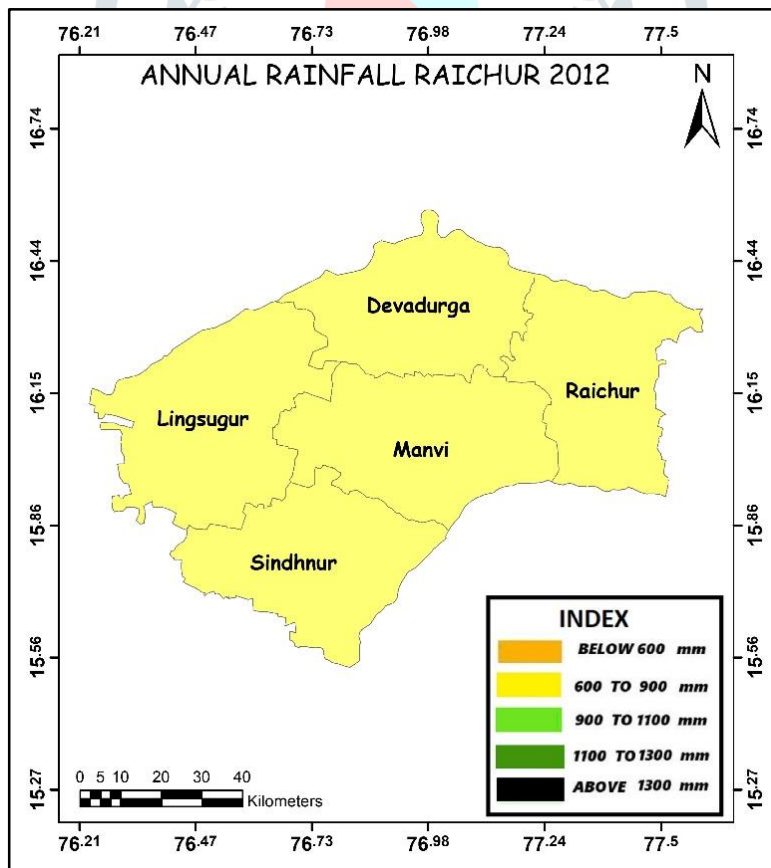 76.21 76.47 76.73 76.98 77.24 77.5
ANNUAL RAINFALL RAICHUR 2012
N
16.74 16.74
16.44 16.44
Devadurga
16.15 16.15
Raichur
Lingsugur
Manvi
15.86 15.86
Sindhnur
INDEX
BELOW 600 mm
15.56 15.56
600 TO 900 mm
900 TO 1100 mm
1100 TO 1300 mm
ABOVE 1300 mm
15.27 15.27
0 5 10 20 30 40
Kilometers
76.21 76.47 76.73 76.98 77.24 77.5